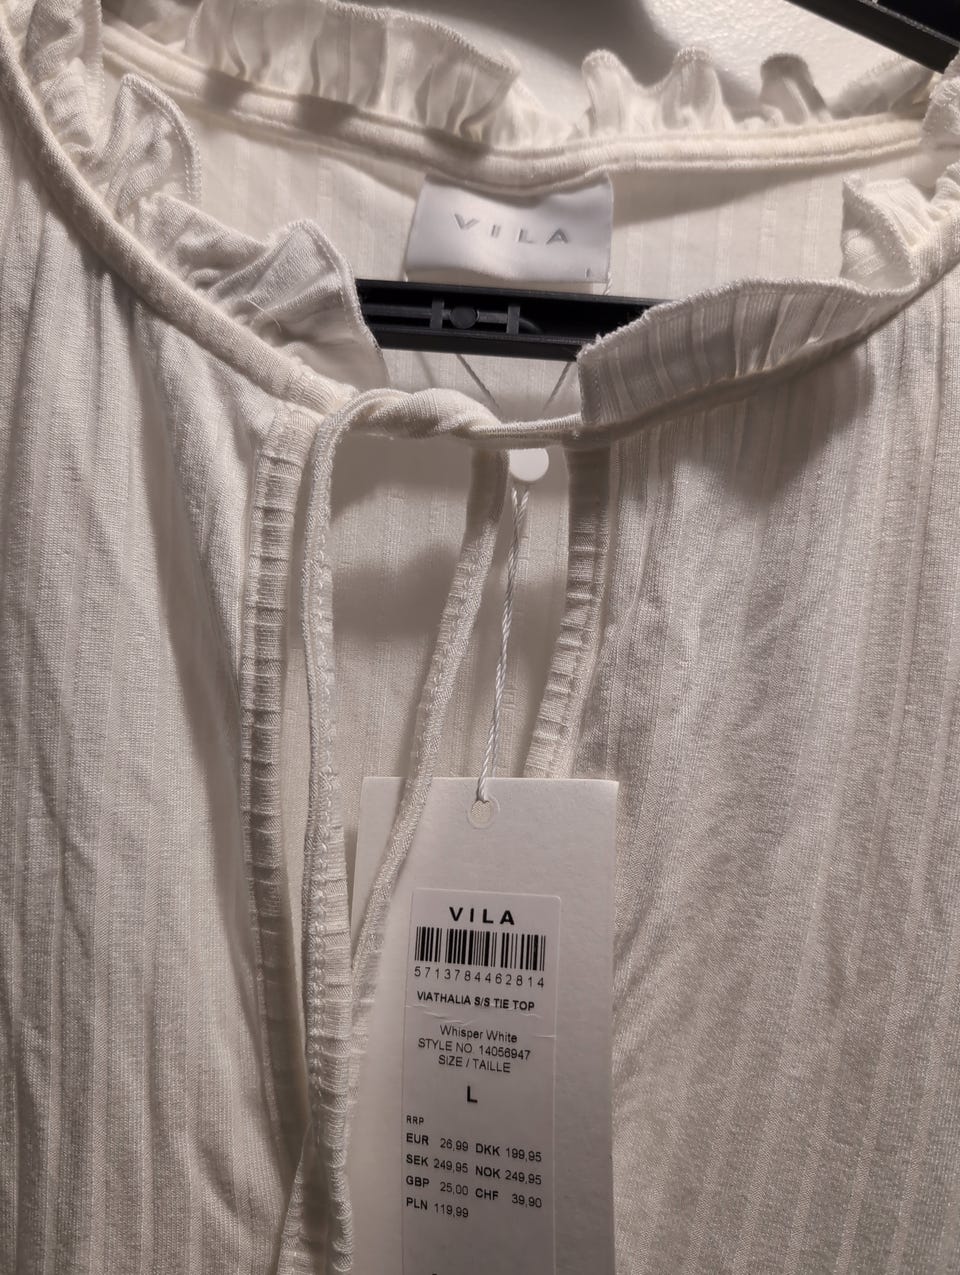 VILA
VILA
5713784462814
VIATHALIA S/S TIE TOP
Whisper White
STYLE NO. 14056947
SIZE / TAILLE
L
RRP
EUR 26,99 DKK 199,95
SEK 249,95 NOK 249,95
GBP 25,00 CHF 39,90
PLN 119,99